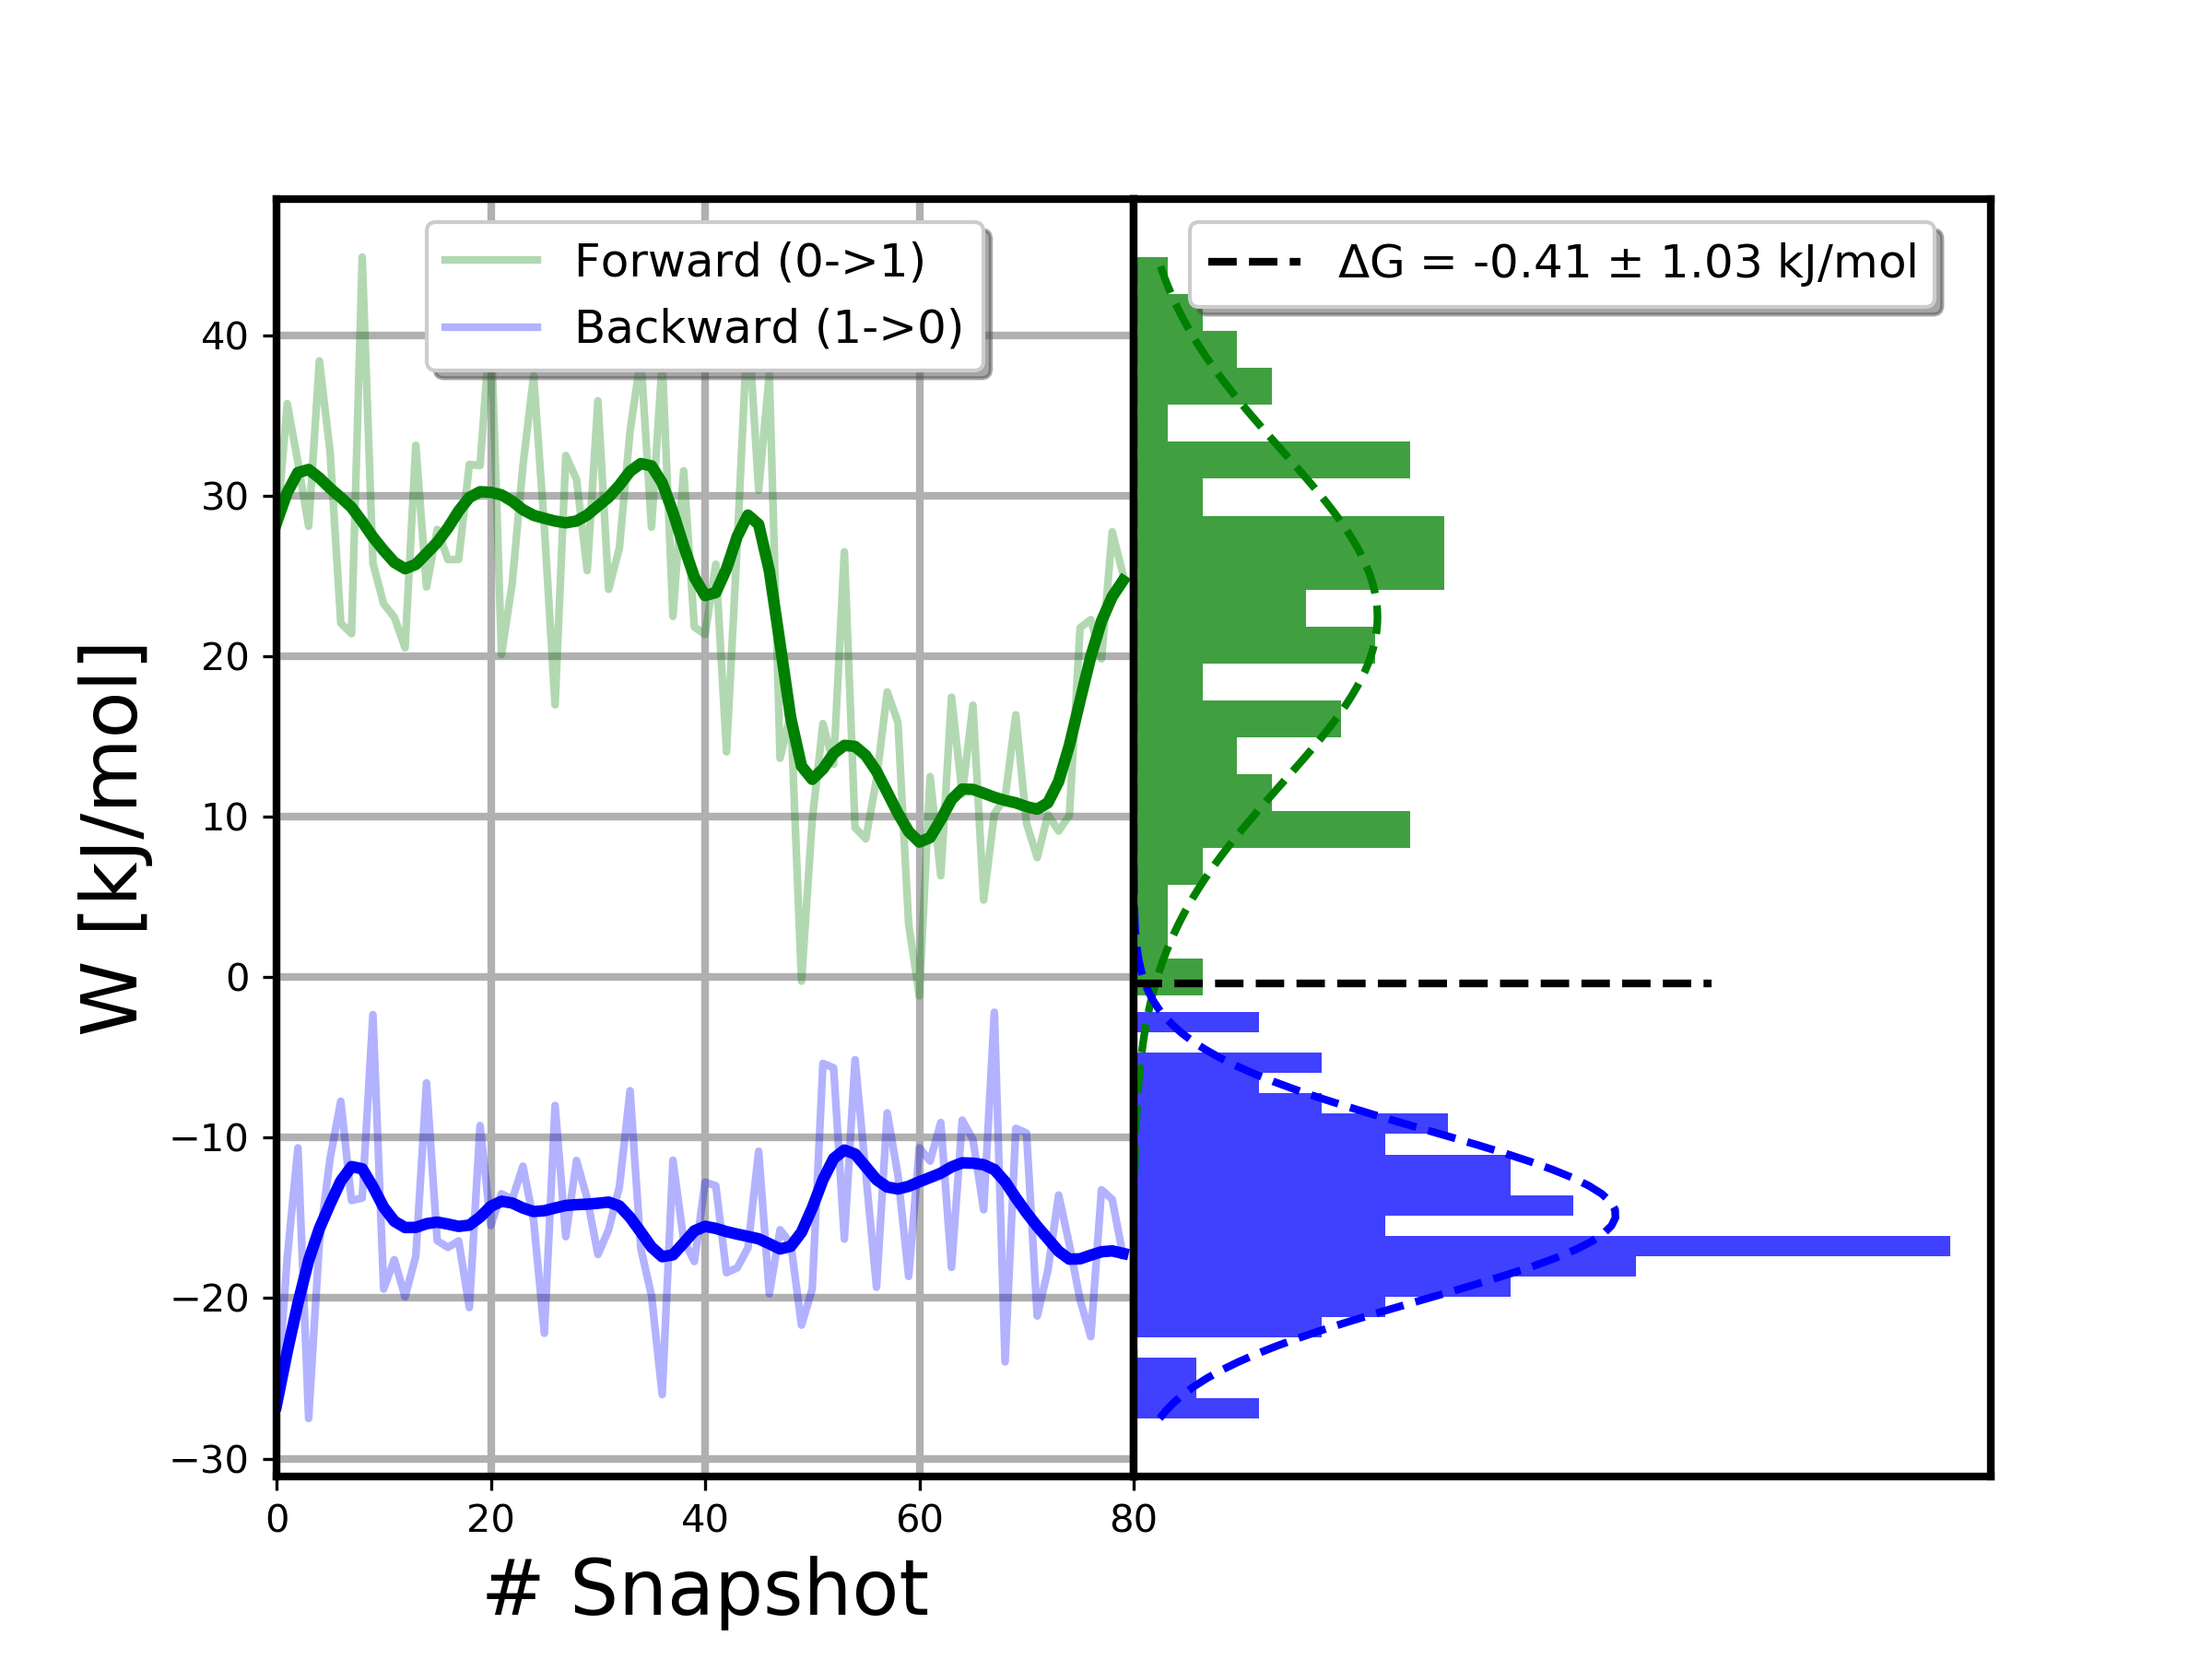 Forward (0->1)
Backward (1->0)
ΔG = -0.41 ± 1.03 kJ/mol
W [kJ/mol]
40
30
20
10
0
−10
−20
−30
0 20 40 60 80
# Snapshot